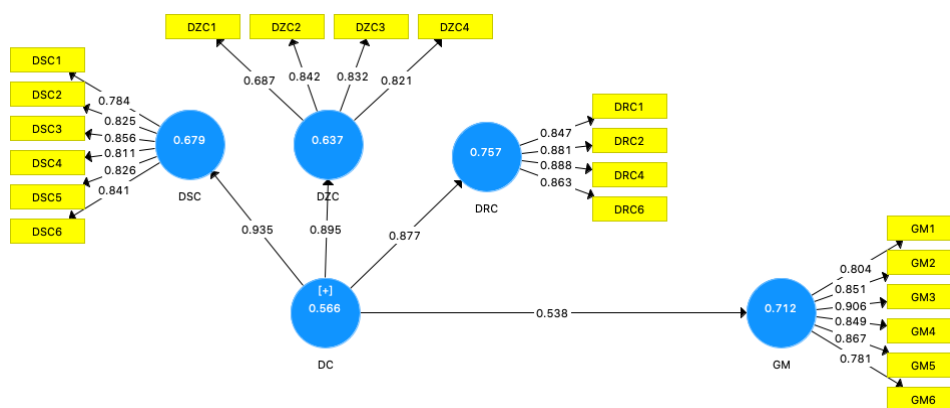 DZC1 DZC2 DZC3 DZC4
0.687 0.842 0.832 0.821
DSC1
DSC2
DSC3
DSC4
DSC5
DSC6
0.784
0.825
0.856
0.811
0.826
0.841
0.679
DSC
0.637
DZC
0.757
DRC
0.847
0.881
0.888
0.863
DRC1
DRC2
DRC4
DRC6
0.935
0.895
0.877
[+]
0.566
DC
0.538
0.712
GM
0.804
0.851
0.906
0.849
0.867
0.781
GM1
GM2
GM3
GM4
GM5
GM6